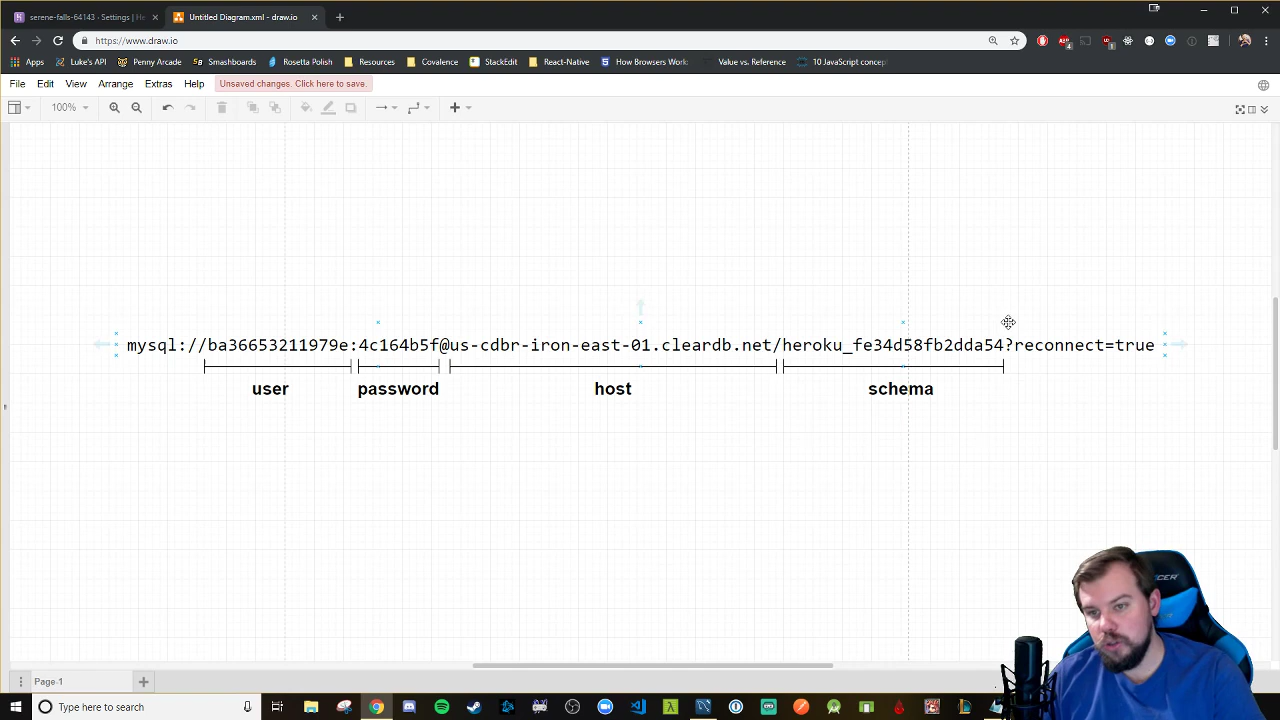 serene-falls-64143 · Settings | He
Untitled Diagram.xml - draw.io
https://www.draw.io
Apps
Luke's API
Penny Arcade
Smashboards
Rosetta Polish
Resources
Covalence
StackEdit
React-Native
How Browsers Work:
Value vs. Reference
10 JavaScript concept
File Edit View Arrange Extras Help Unsaved changes. Click here to save.
100%
mysql://ba36653211979e:4c164b5f@us-cdbr-iron-east-01.cleardb.net/heroku_fe34d58fb2dda54?reconnect=true
user password host schema
Page-1
Type here to search